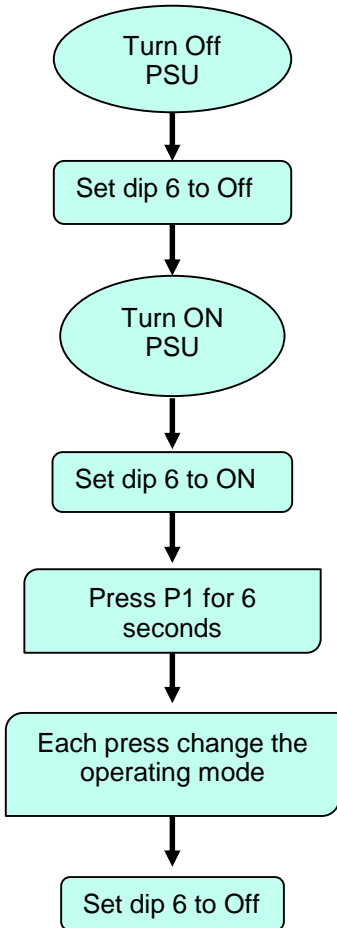 Turn Off
PSU
Set dip 6 to Off
Turn ON
PSU
Set dip 6 to ON
Press P1 for 6
seconds
Each press change the
operating mode
Set dip 6 to Off